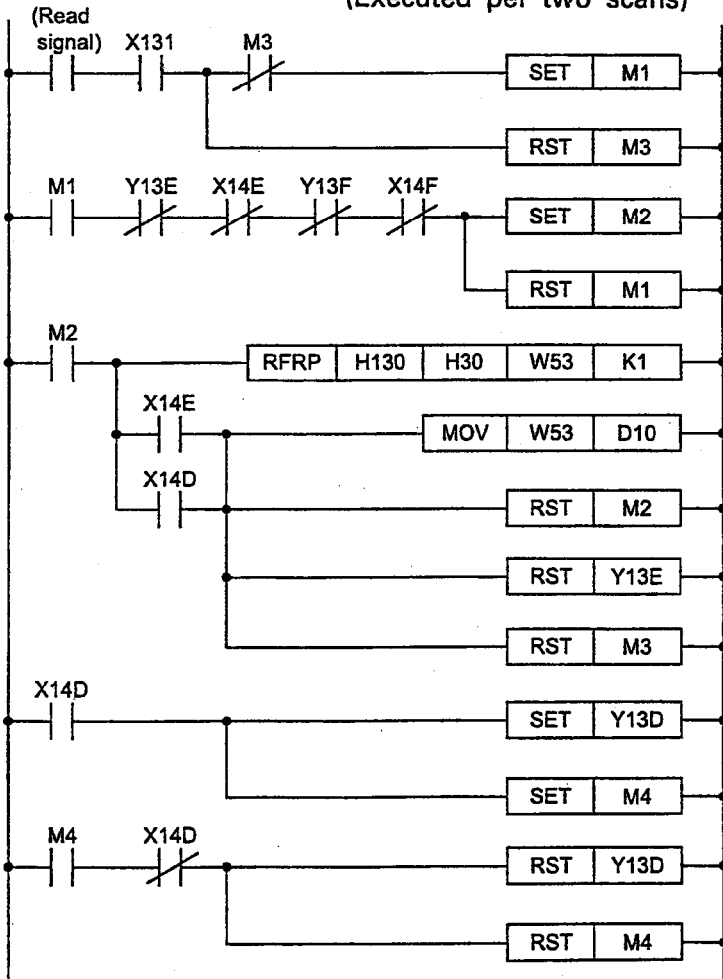 (Executed per two scans)
(Read
signal) X131 M3
SET M1
RST M3
M1 Y13E X14E Y13F X14F
SET M2
RST M1
M2
RFRP H130 H30 W53 K1
X14E
MOV W53 D10
X14D
RST M2
RST Y13E
RST M3
X14D
SET Y13D
SET M4
M4 X14D
RST Y13D
RST M4